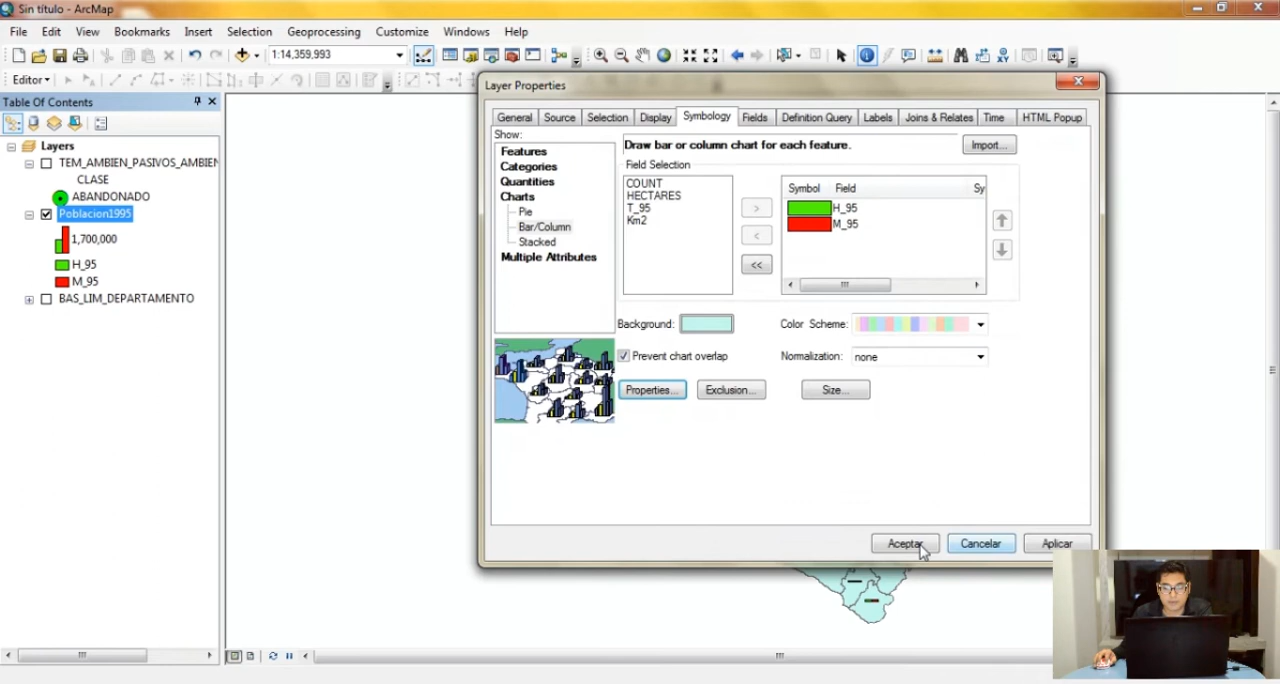 Sin título - ArcMap
File Edit View Bookmarks Insert Selection Geoprocessing Customize Windows Help
1:14,359,993
Editor
Table Of Contents
Layers
TEM_AMBIEN_PASIVOS_AMBIEN
CLASE
ABANDONADO
Poblacion1995
1,700,000
H_95
M_95
BAS_LIM_DEPARTAMENTO
Layer Properties
General Source Selection Display Symbology Fields Definition Query Labels Joins & Relates Time HTML Popup
Show:
Features
Categories
Quantities
Charts
Pie
Bar/Column
Stacked
Multiple Attributes
Draw bar or column chart for each feature.
Import...
Field Selection
COUNT
HECTARES
T_95
Km2
>
<
<<
Symbol Field Sy
H_95
M_95
Background:
Color Scheme:
Prevent chart overlap
Normalization: none
Properties... Exclusion... Size...
Aceptar Cancelar Aplicar